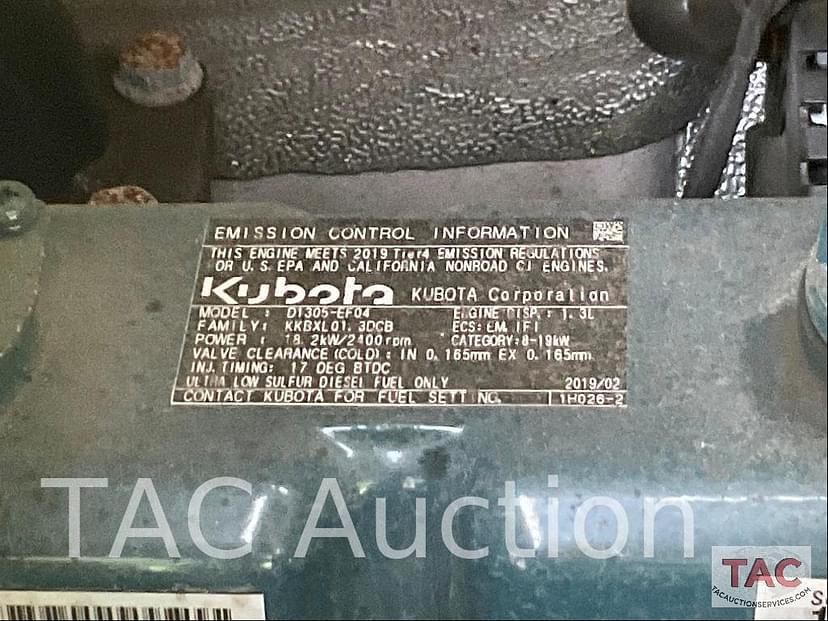 EMISSION CONTROL INFORMATION
THIS ENGINE MEETS 2019 Tier4 EMISSION REGULATIONS
OR U.S. EPA AND CALIFORNIA NONROAD CI ENGINES.
Kubota KUBOTA Corporation
MODEL : D1305-EF04 ENGINE DISP.: 1.3L
FAMILY: KKBXL01.3DCB ECS: EM, IFI
POWER : 18.2kW/2400rpm CATEGORY:8-19kW
VALVE CLEARANCE (COLD): IN 0.165mm EX 0.165mm
INJ. TIMING: 17 DEG BTDC
ULTRA LOW SULFUR DIESEL FUEL ONLY 2019/02
CONTACT KUBOTA FOR FUEL SETTING. 1H026-2
TAC Auction
TAC
TACAUCTIONSERVICES.COM